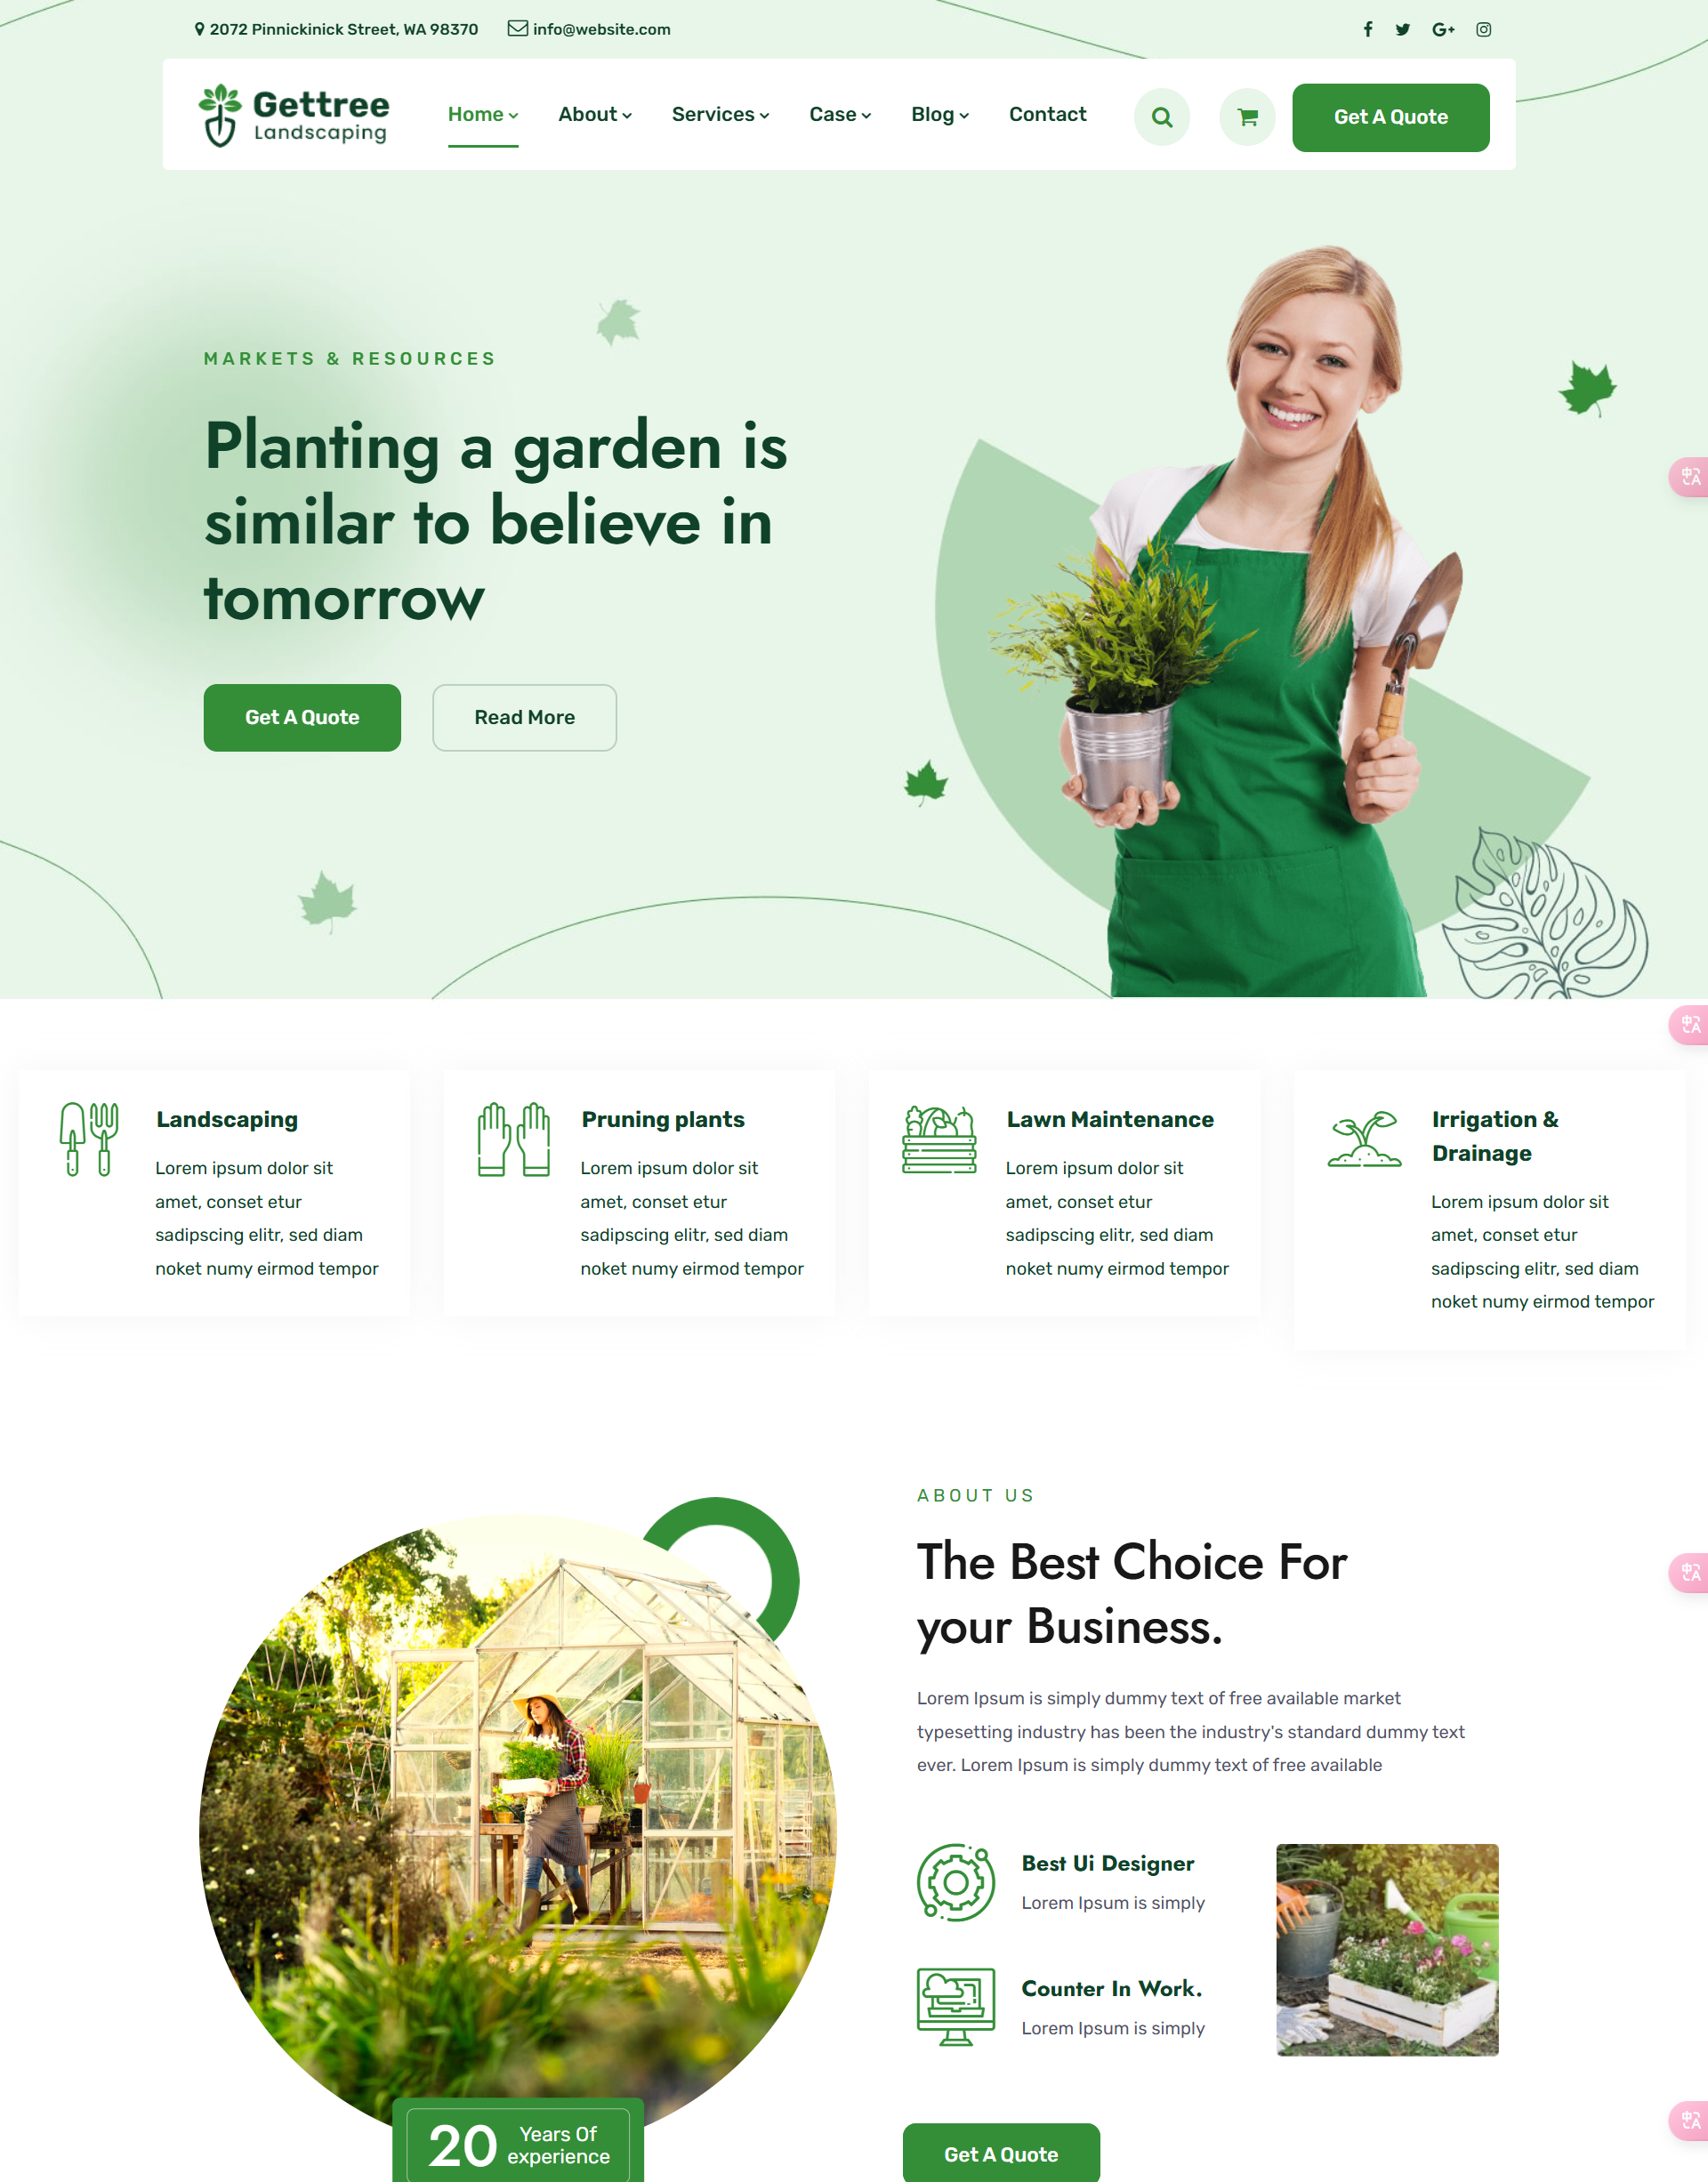 2072 Pinnickinick Street, WA 98370
info@website.com
Gettree
Landscaping
Home
About
Services
Case
Blog
Contact
Get A Quote
MARKETS & RESOURCES
Planting a garden is
similar to believe in
tomorrow
Get A Quote
Read More
Landscaping
Lorem ipsum dolor sit
amet, conset etur
sadipscing elitr, sed diam
noket numy eirmod tempor
Pruning plants
Lorem ipsum dolor sit
amet, conset etur
sadipscing elitr, sed diam
noket numy eirmod tempor
Lawn Maintenance
Lorem ipsum dolor sit
amet, conset etur
sadipscing elitr, sed diam
noket numy eirmod tempor
Irrigation &
Drainage
Lorem ipsum dolor sit
amet, conset etur
sadipscing elitr, sed diam
noket numy eirmod tempor
20
Years Of
experience
ABOUT US
The Best Choice For
your Business.
Lorem Ipsum is simply dummy text of free available market
typesetting industry has been the industry's standard dummy text
ever. Lorem Ipsum is simply dummy text of free available
Best Ui Designer
Lorem Ipsum is simply
Counter In Work.
Lorem Ipsum is simply
Get A Quote